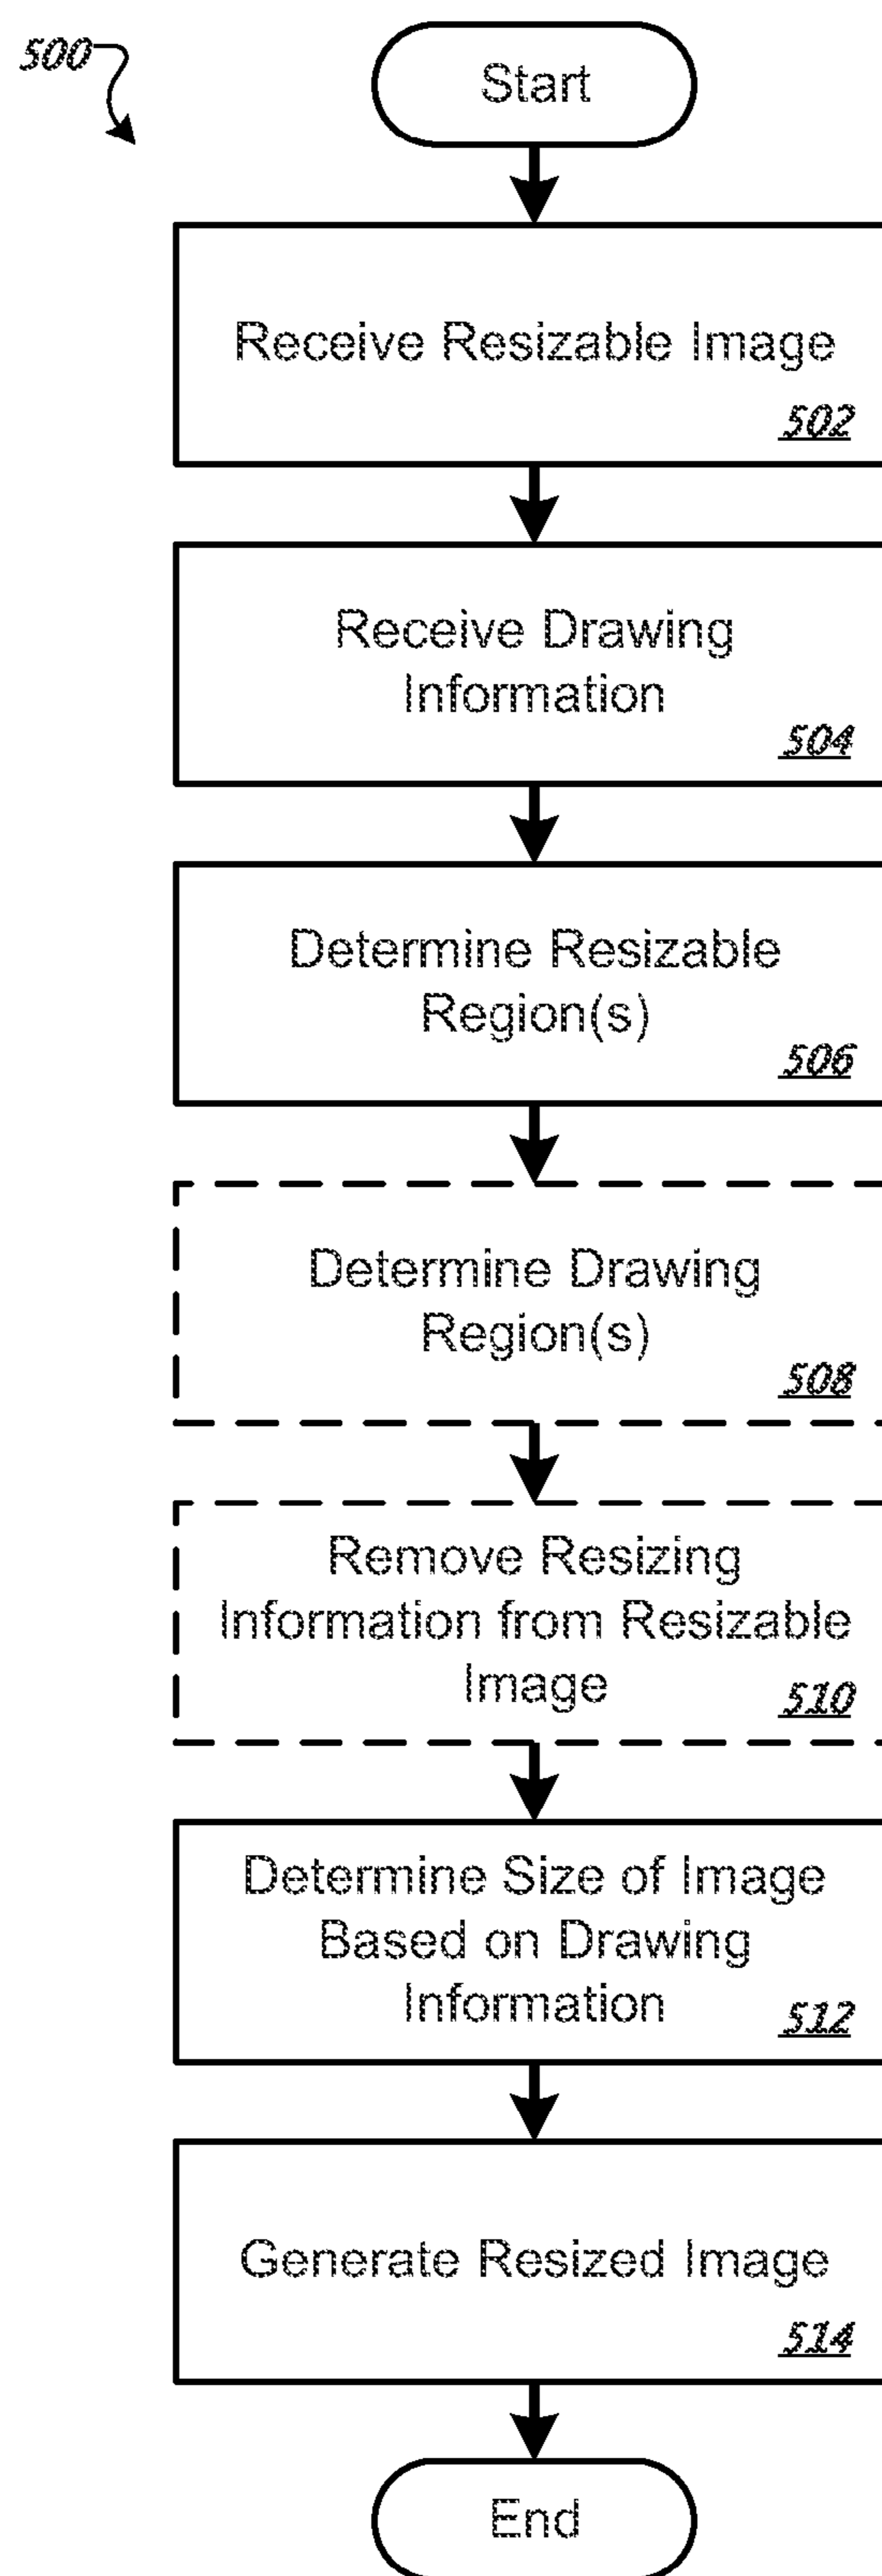 500
Start
Receive Resizable Image
502
Receive Drawing
Information
504
Determine Resizable
Region(s)
506
Determine Drawing
Region(s)
508
Remove Resizing
Information from Resizable
Image
510
Determine Size of Image
Based on Drawing
Information
512
Generate Resized Image
514
End